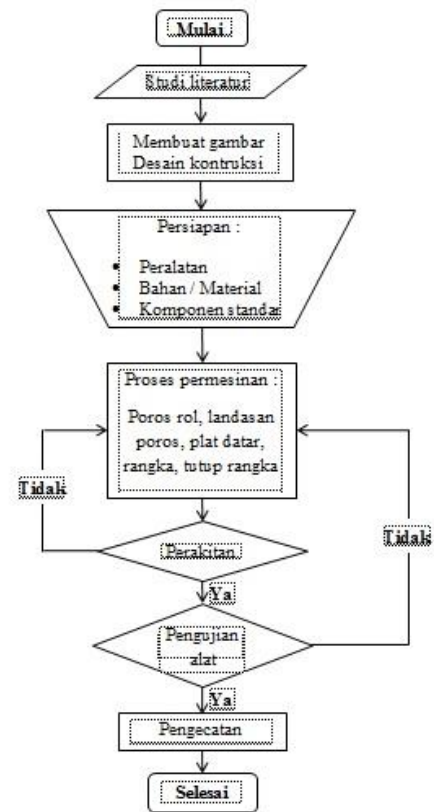 Mulai
Studi literatur
Membuat gambar
Desain kontruksi
Persiapan :
• Peralatan
• Bahan / Material
• Komponen standar
Proses permesinan :
Poros rol, landasan
poros, plat datar,
rangka, tutup rangka
Tidak
Tidak
Perakitan
Ya
Pengujian
alat
Ya
Pengecatan
Selesai